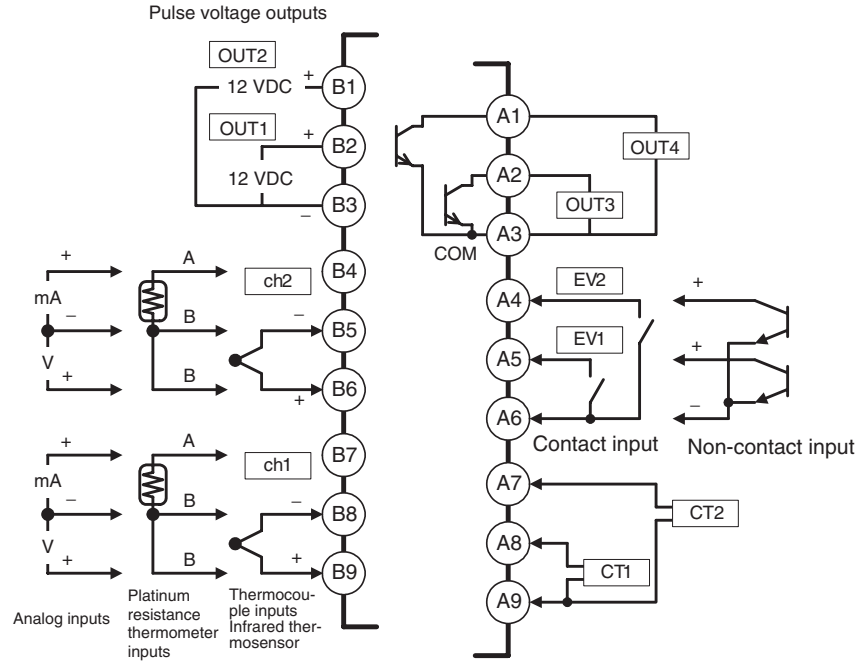 Pulse voltage outputs
OUT2
12 VDC
+
B1
OUT1
+
B2
12 VDC
–
B3
B4
+
A
ch2
mA
–
B
–
B5
V
+
B
+
B6
B7
+
A
ch1
mA
–
B
–
B8
V
+
B
+
B9
Analog inputs
Platinum
resistance
thermometer
inputs
Thermocou-
ple inputs
Infrared ther-
mosensor
A1
OUT4
A2
OUT3
A3
COM
A4
EV2
+
A5
EV1
+
A6
–
Contact input
Non-contact input
A7
CT2
A8
CT1
A9